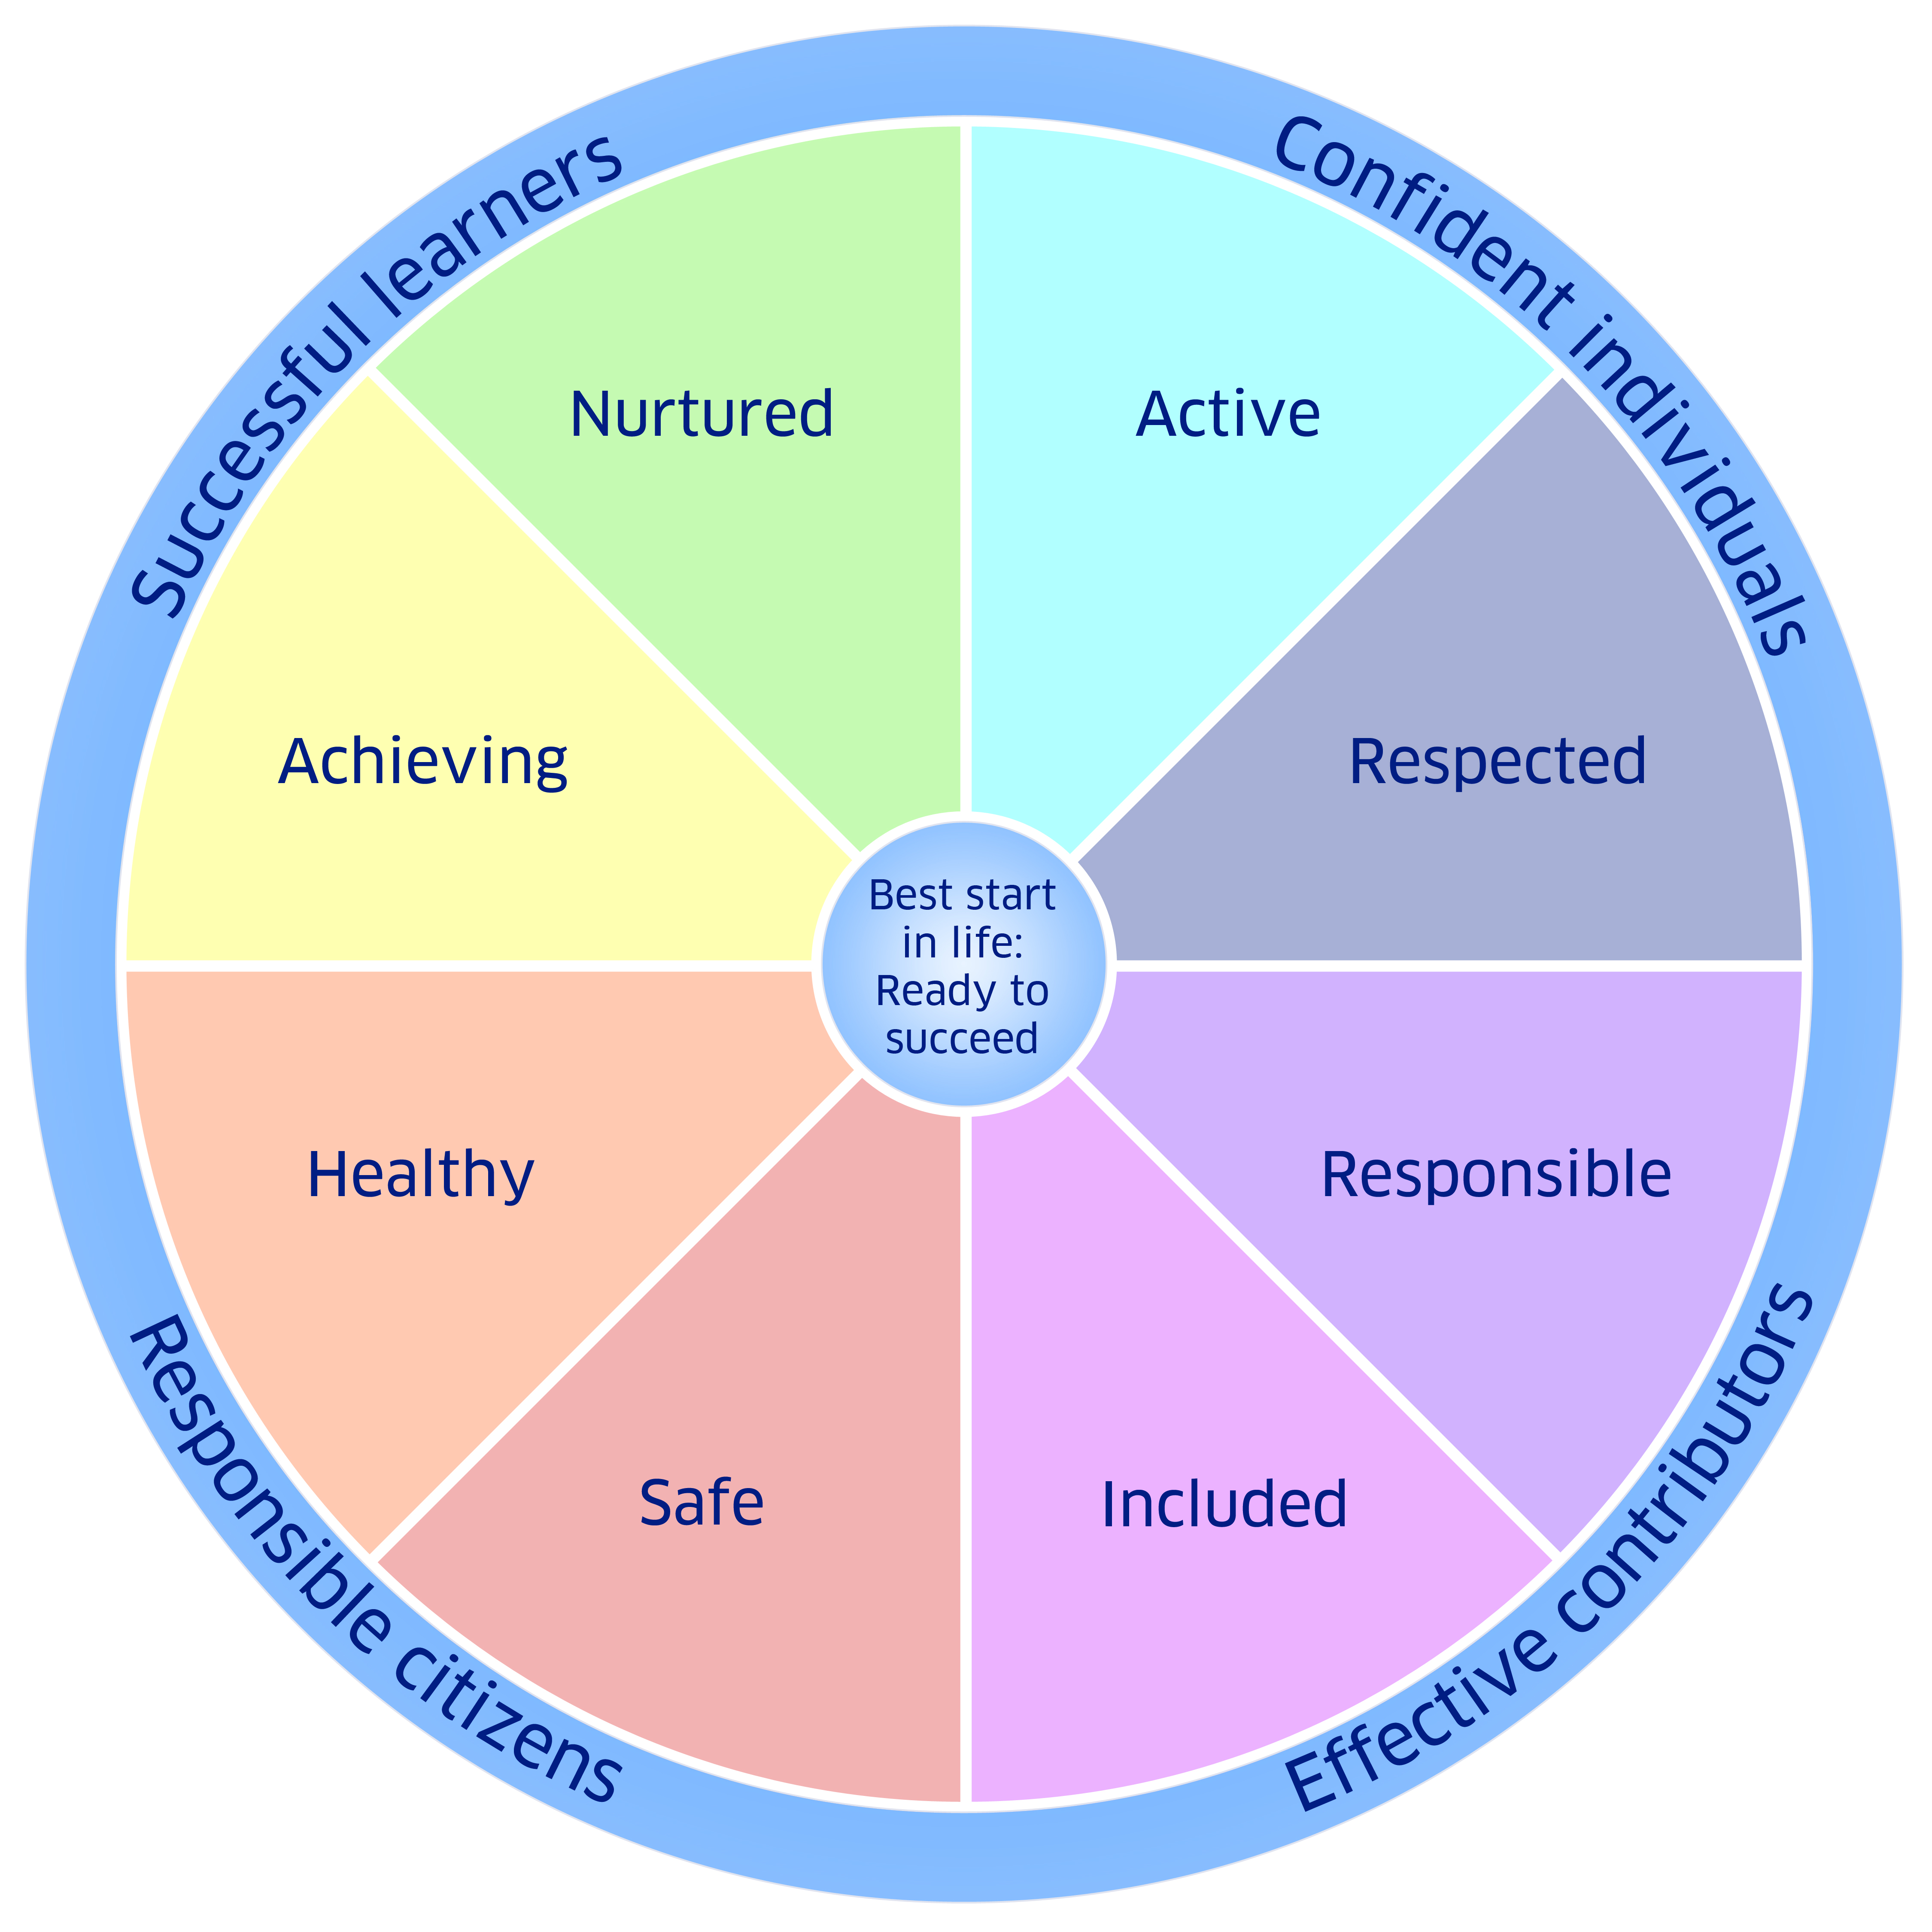 Successful learners
Confident individuals
Nurtured
Active
Achieving
Respected
Best start
in life:
Ready to
succeed
Healthy
Responsible
Safe
Included
Responsible citizens
Effective contributors